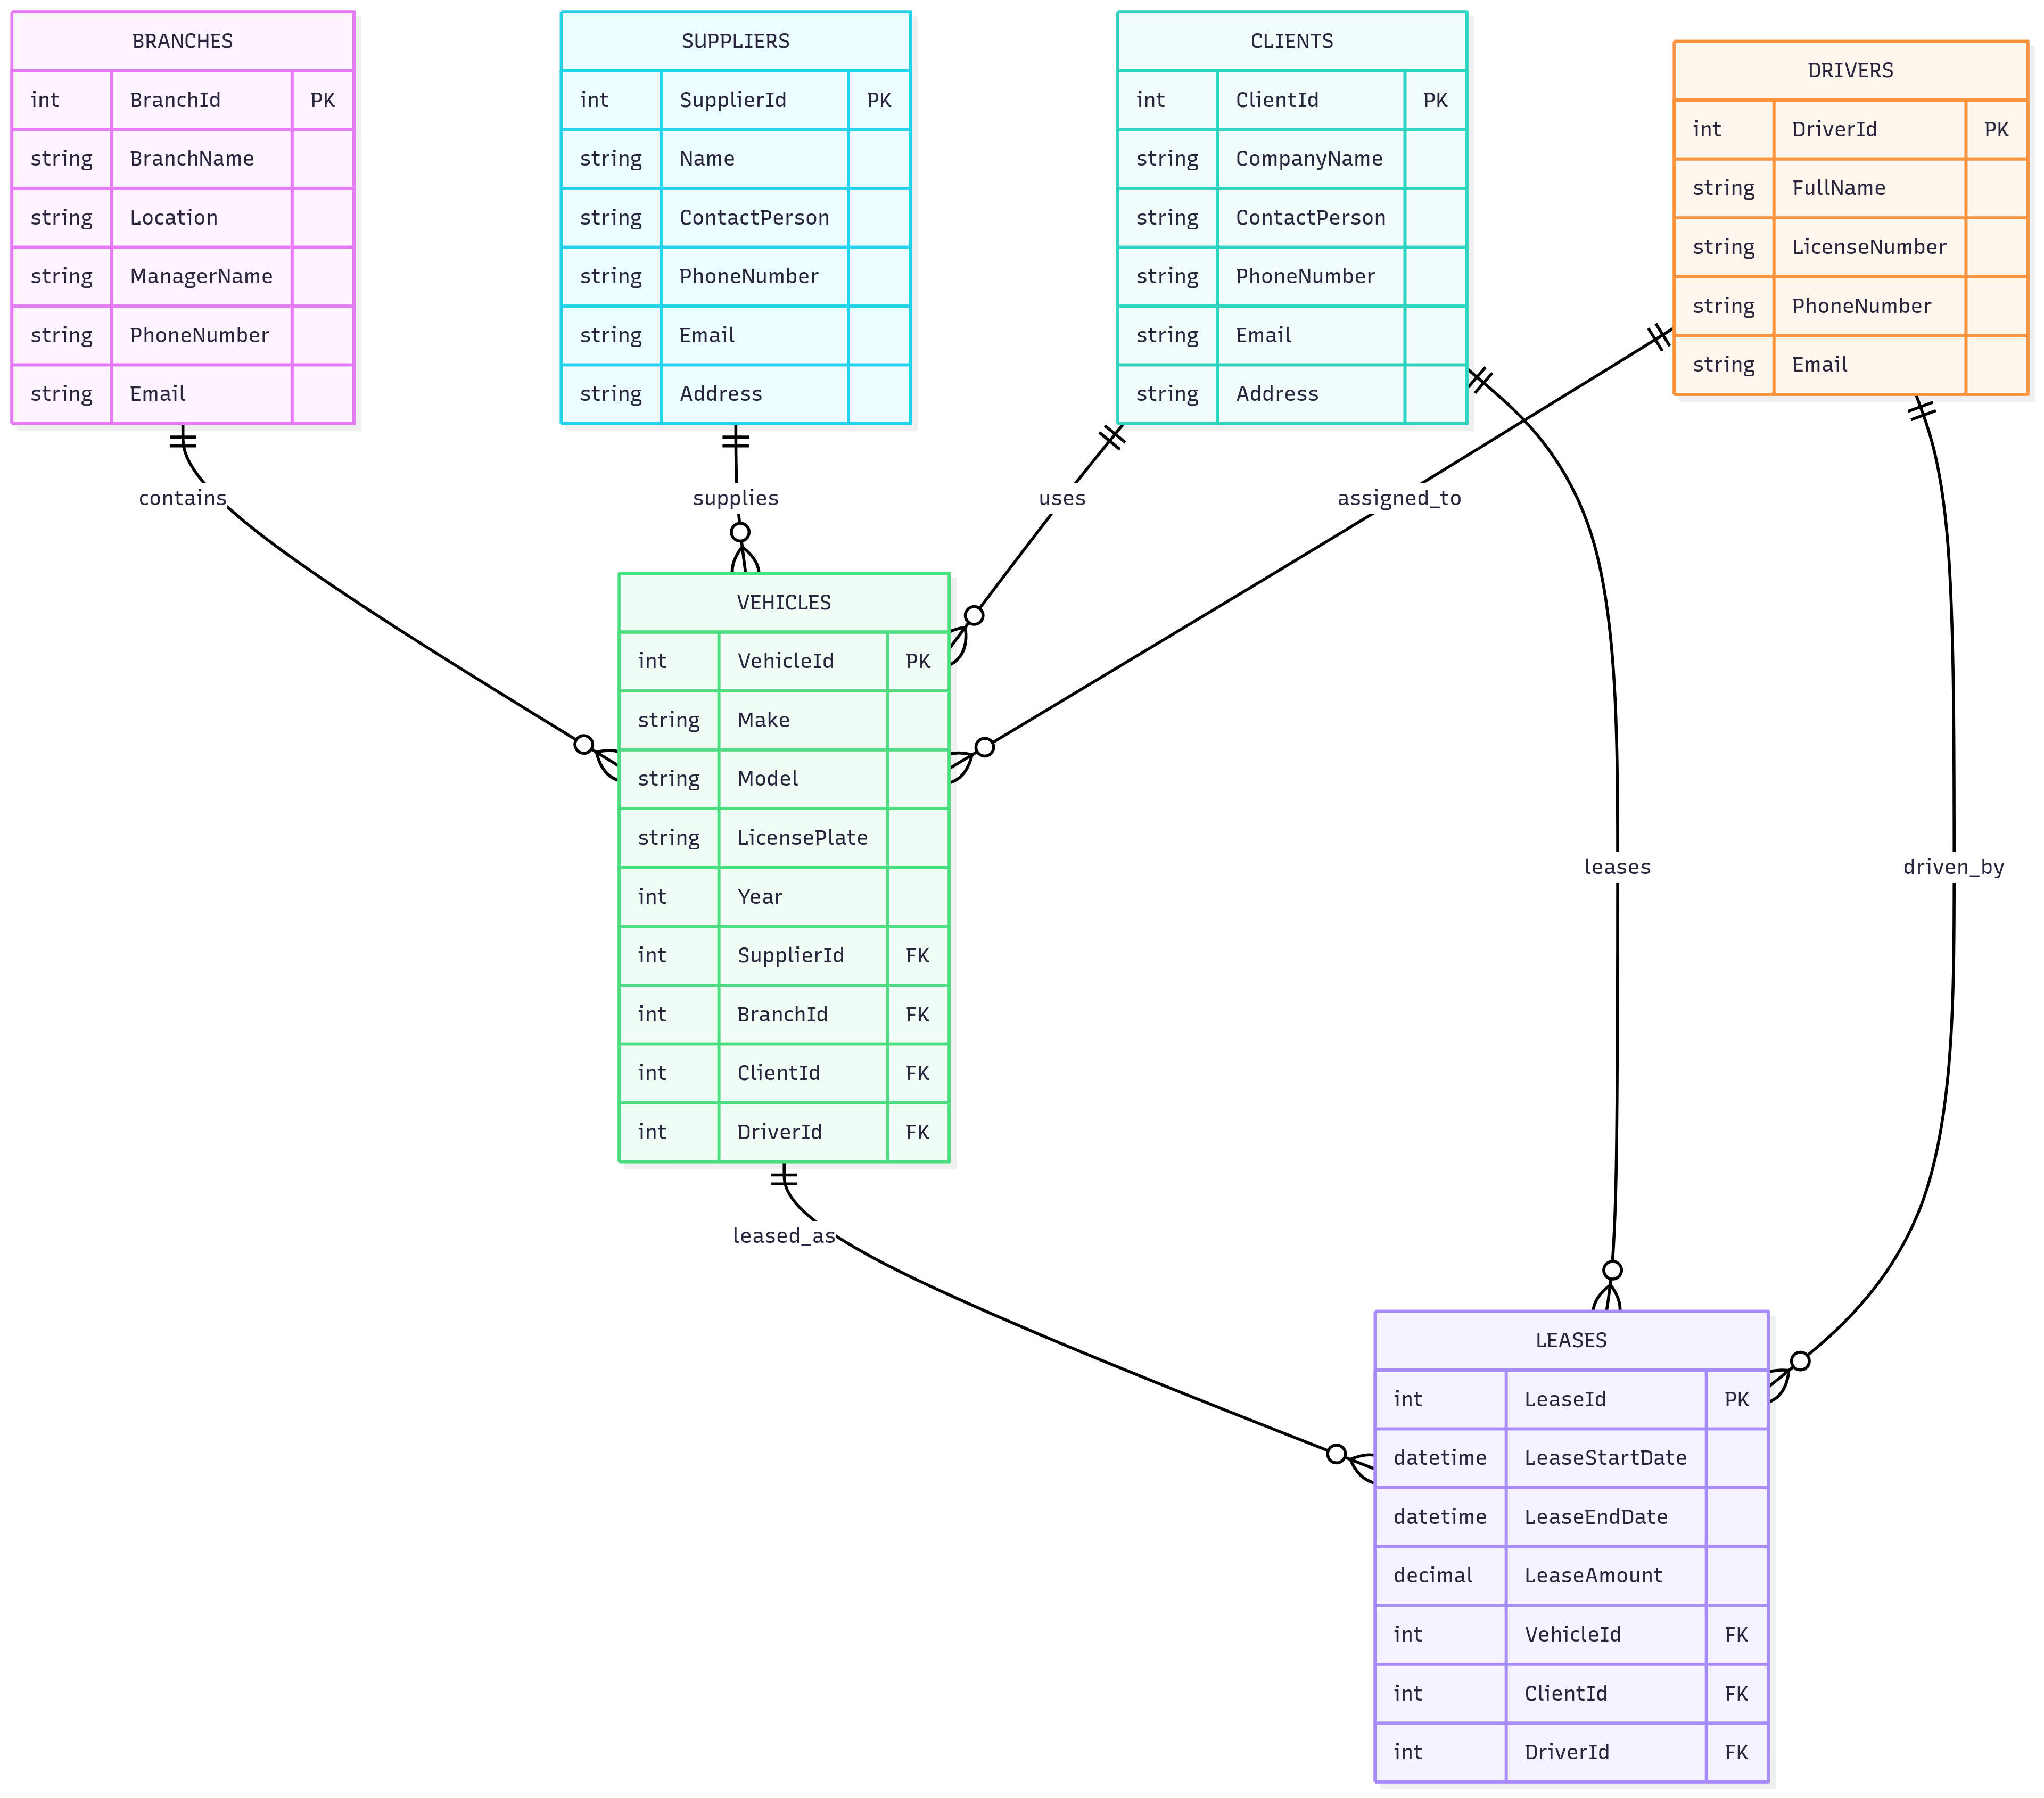 BRANCHES
int BranchId PK
string BranchName
string Location
string ManagerName
string PhoneNumber
string Email
SUPPLIERS
int SupplierId PK
string Name
string ContactPerson
string PhoneNumber
string Email
string Address
CLIENTS
int ClientId PK
string CompanyName
string ContactPerson
string PhoneNumber
string Email
string Address
DRIVERS
int DriverId PK
string FullName
string LicenseNumber
string PhoneNumber
string Email
contains
supplies
uses
assigned_to
VEHICLES
int VehicleId PK
string Make
string Model
string LicensePlate
int Year
int SupplierId FK
int BranchId FK
int ClientId FK
int DriverId FK
leases
driven_by
leased_as
LEASES
int LeaseId PK
datetime LeaseStartDate
datetime LeaseEndDate
decimal LeaseAmount
int VehicleId FK
int ClientId FK
int DriverId FK